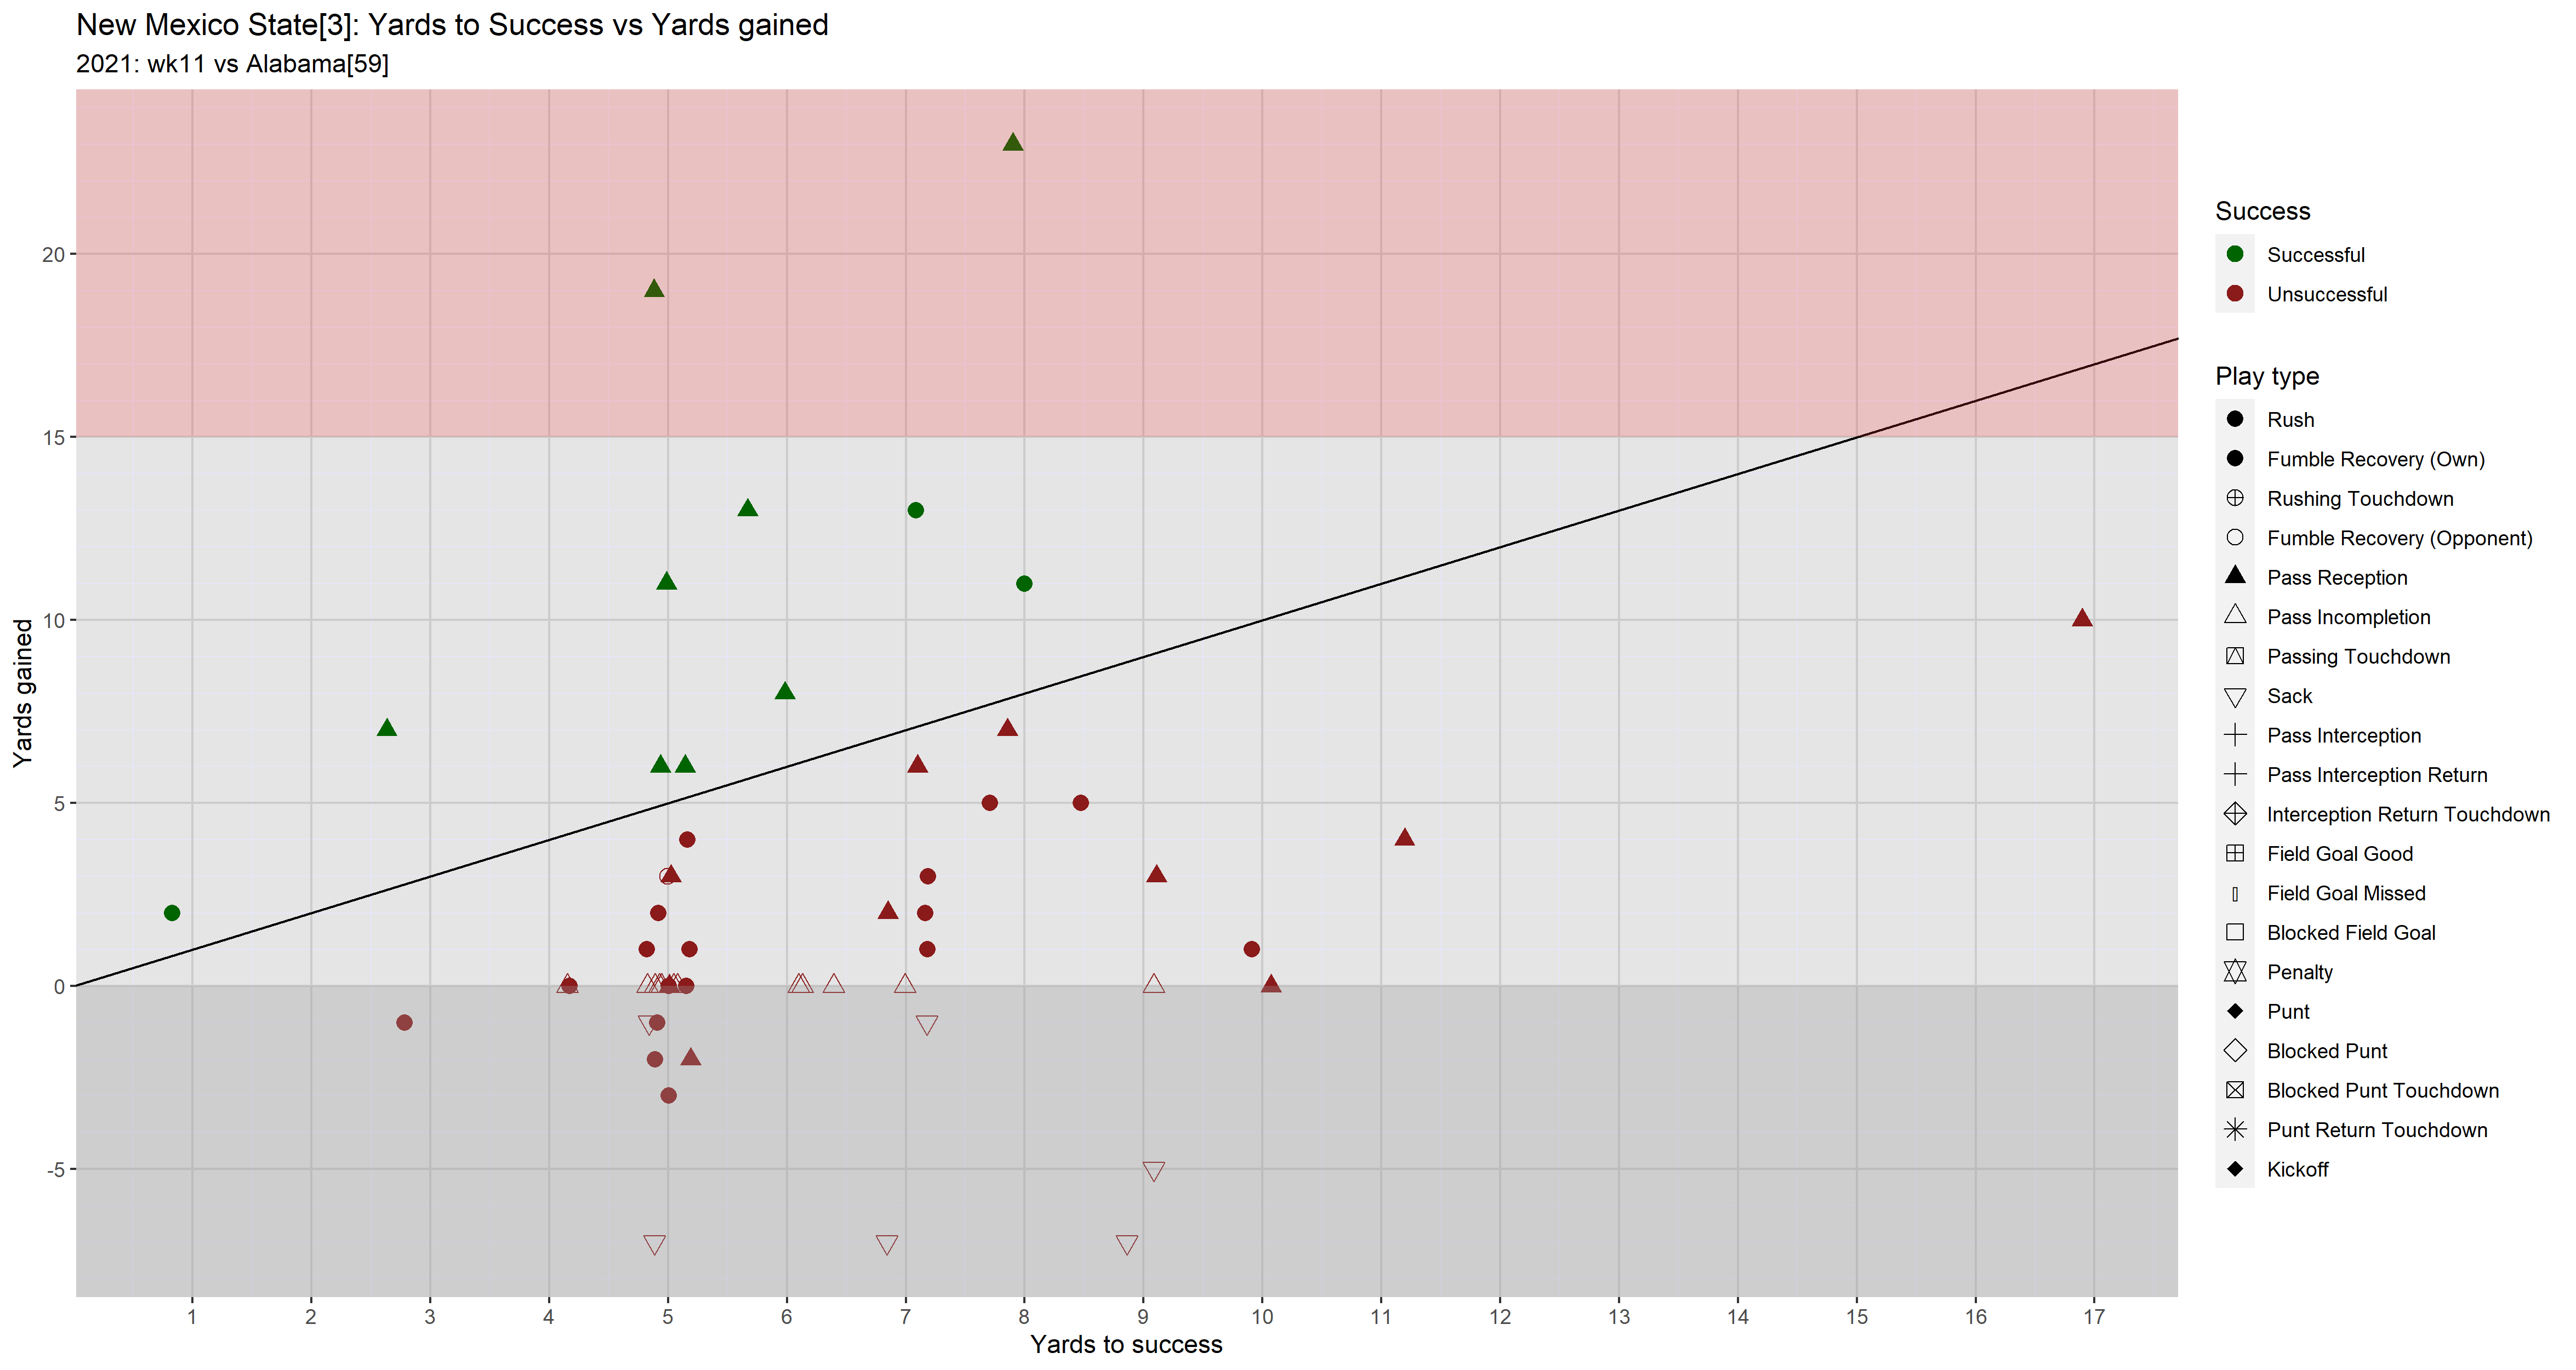 New Mexico State[3]: Yards to Success vs Yards gained
2021: wk11 vs Alabama[59]
Yards gained
20
15
10
5
0
-5
1 2 3 4 5 6 7 8 9 10 11 12 13 14 15 16 17
Yards to success
Success
Successful
Unsuccessful
Play type
Rush
Fumble Recovery (Own)
Rushing Touchdown
Fumble Recovery (Opponent)
Pass Reception
Pass Incompletion
Passing Touchdown
Sack
Pass Interception
Pass Interception Return
Interception Return Touchdown
Field Goal Good
Field Goal Missed
Blocked Field Goal
Penalty
Punt
Blocked Punt
Blocked Punt Touchdown
Punt Return Touchdown
Kickoff